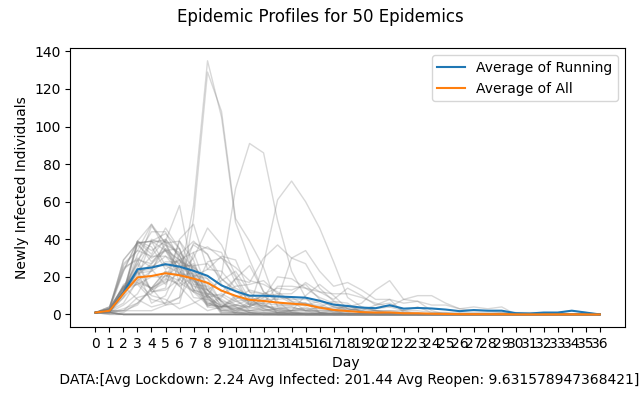 Epidemic Profiles for 50 Epidemics
140
120
100
80
60
40
20
0
Newly Infected Individuals
Average of Running
Average of All
0 1 2 3 4 5 6 7 8 9 10 11 12 13 14 15 16 17 18 19 20 21 22 23 24 25 26 27 28 29 30 31 32 33 34 35 36
Day
DATA:[Avg Lockdown: 2.24 Avg Infected: 201.44 Avg Reopen: 9.631578947368421]